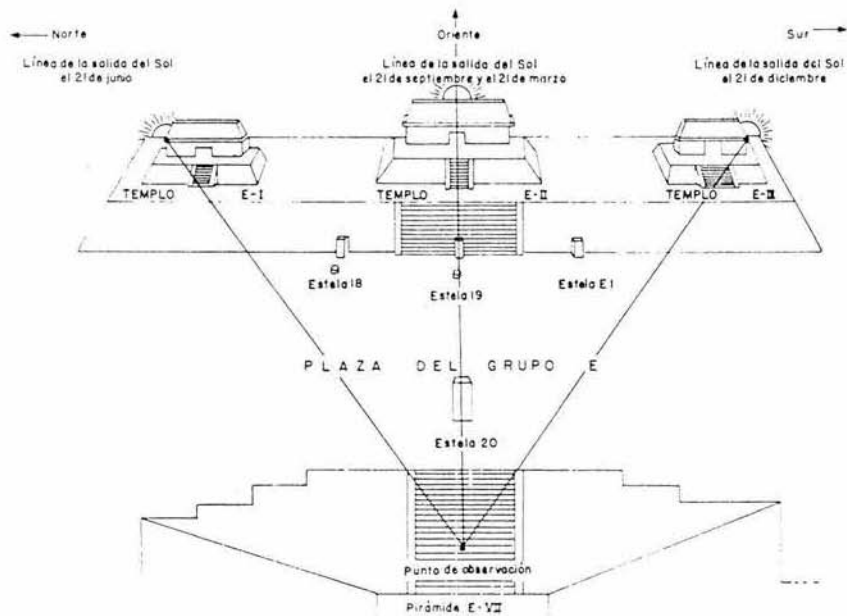 Norte
Oriente
Sur
Línea de la salida del Sol
el 21 de junio
Línea de la salida del Sol
el 21 de septiembre y el 21 de marzo
Línea de la salida del Sol
el 21 de diciembre
TEMPLO E-I
TEMPLO E-II
TEMPLO E-III
Estela 18
Estela 19
Estela E1
PLAZA DEL GRUPO E
Estela 20
Punto de observación
Pirámide E-VII